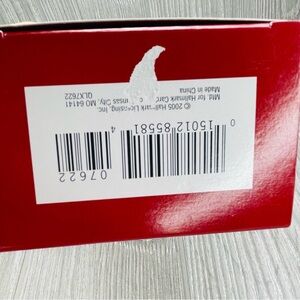 © 2005 Hallmark Licensing, Inc.
Mfd. for Hallmark City, MO 64141
Made in China QLX7622
0 15012 85581 4
07622